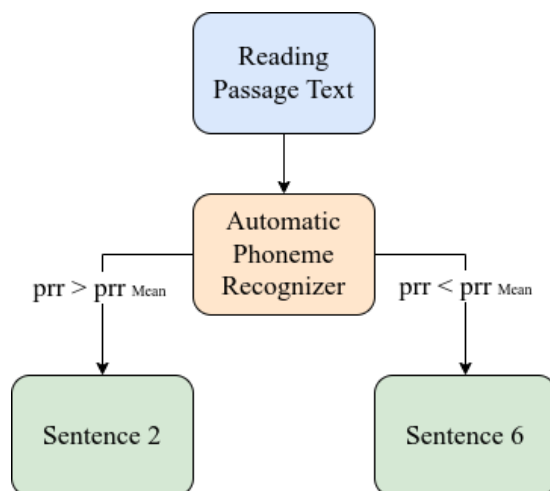 Reading
Passage Text
Automatic
Phoneme
Recognizer
prr > prr Mean
prr < prr Mean
Sentence 2
Sentence 6